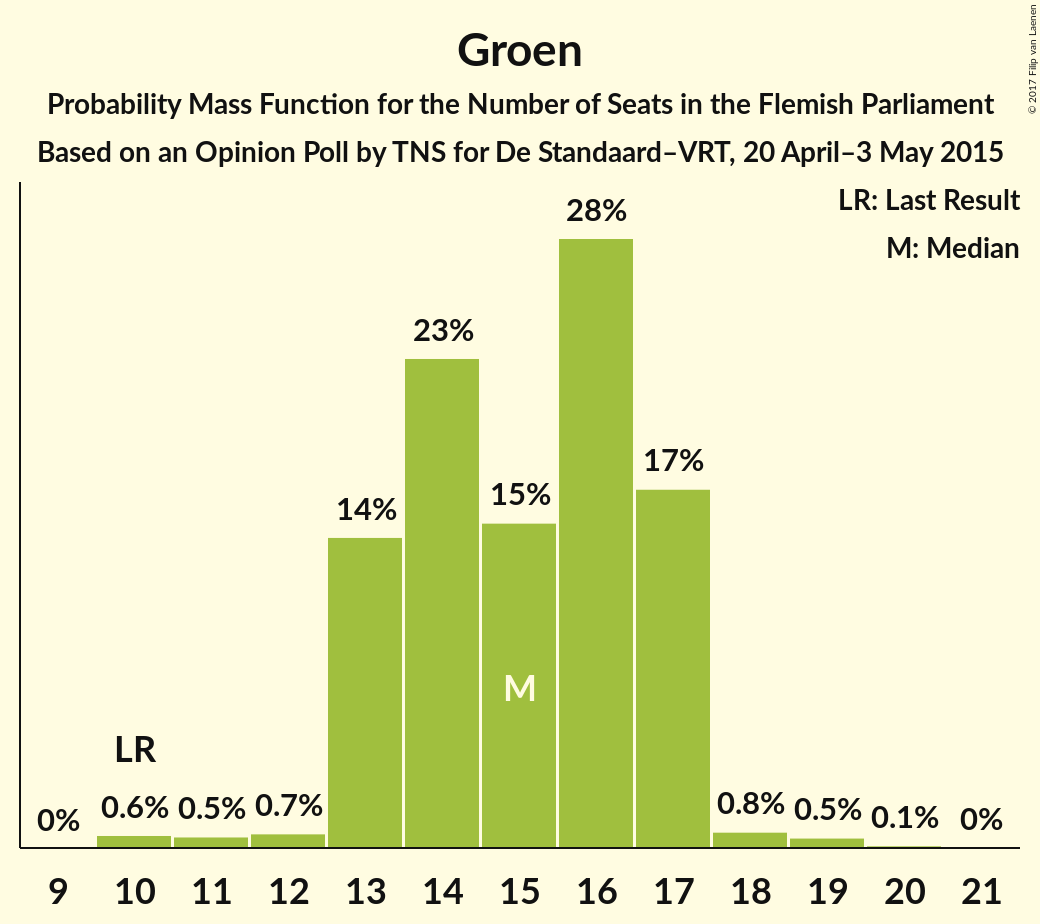 Groen
Probability Mass Function for the Number of Seats in the Flemish Parliament
Based on an Opinion Poll by TNS for De Standaard–VRT, 20 April–3 May 2015
© 2017 Filip van Laenen
LR: Last Result
M: Median
28%
23%
17%
15%
14%
M
LR
0% 0.6% 0.5% 0.7% 0.8% 0.5% 0.1% 0%
9 10 11 12 13 14 15 16 17 18 19 20 21